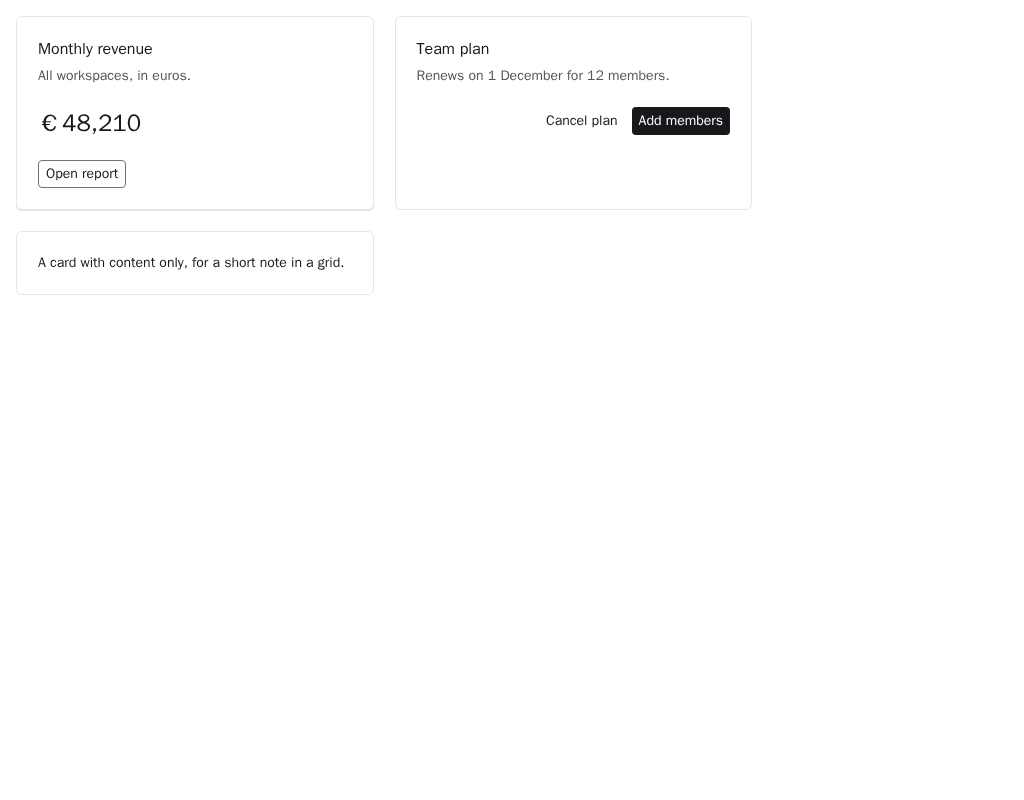 Monthly revenue
All workspaces, in euros.
€ 48,210
Open report
Team plan
Renews on 1 December for 12 members.
Cancel plan
Add members
A card with content only, for a short note in a grid.